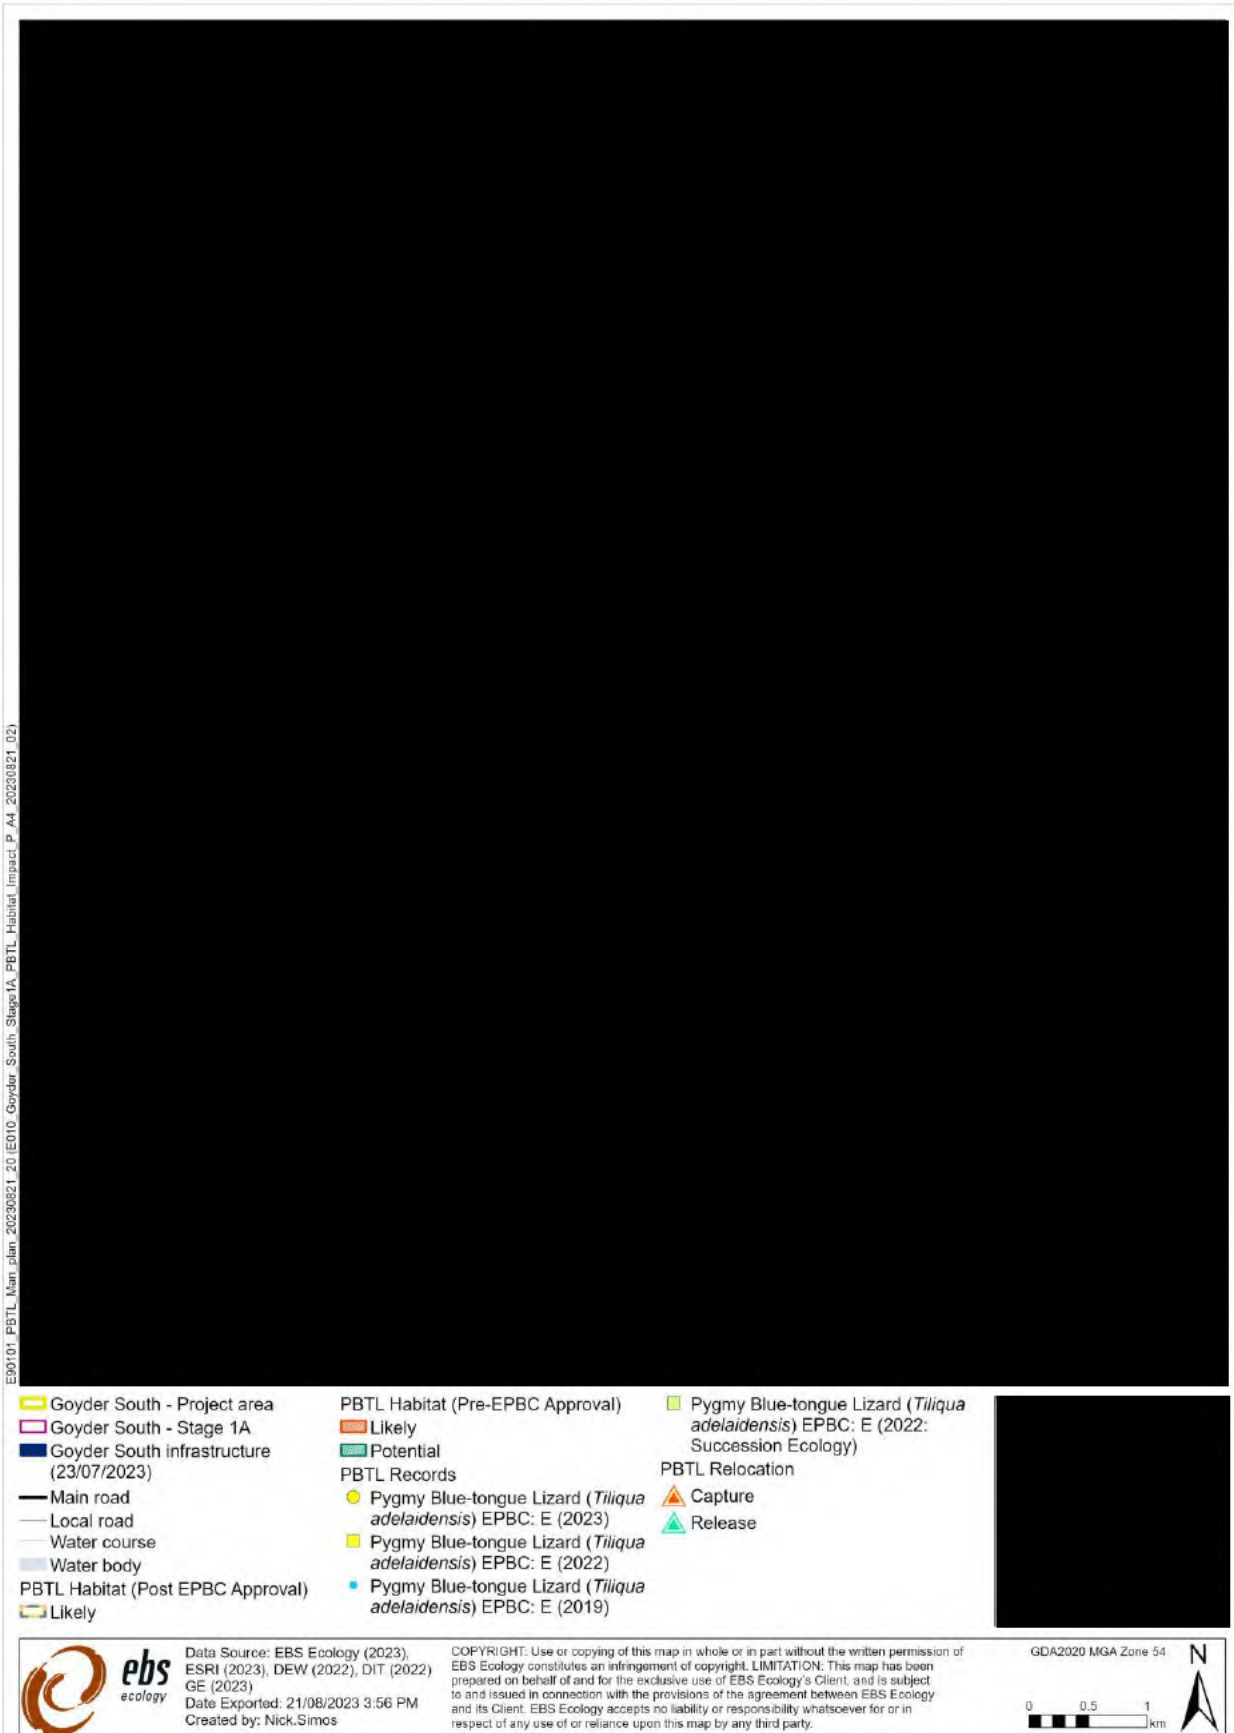 E90101_PBTL_Man_plan_20230821_20 (E010_Goyder_South_Stage1A_PBTL_Habitat_Impact_P_A4_20230821_02)
Goyder South - Project area
Goyder South - Stage 1A
Goyder South infrastructure
(23/07/2023)
Main road
Local road
Water course
Water body
PBTL Habitat (Post EPBC Approval)
Likely
PBTL Habitat (Pre-EPBC Approval)
Likely
Potential
PBTL Records
Pygmy Blue-tongue Lizard (Tiliqua
adelaidensis) EPBC: E (2023)
Pygmy Blue-tongue Lizard (Tiliqua
adelaidensis) EPBC: E (2022)
Pygmy Blue-tongue Lizard (Tiliqua
adelaidensis) EPBC: E (2019)
Pygmy Blue-tongue Lizard (Tiliqua
adelaidensis) EPBC: E (2022:
Succession Ecology)
PBTL Relocation
Capture
Release
ebs
ecology
Data Source: EBS Ecology (2023),
ESRI (2023), DEW (2022), DIT (2022)
GE (2023)
Date Exported: 21/08/2023 3:56 PM
Created by: Nick.Simos
COPYRIGHT: Use or copying of this map in whole or in part without the written permission of
EBS Ecology constitutes an infringement of copyright. LIMITATION: This map has been
prepared on behalf of and for the exclusive use of EBS Ecology's Client, and is subject
to and issued in connection with the provisions of the agreement between EBS Ecology
and its Client. EBS Ecology accepts no liability or responsibility whatsoever for or in
respect of any use of or reliance upon this map by any third party.
GDA2020 MGA Zone 54
N
0 0.5 1
km